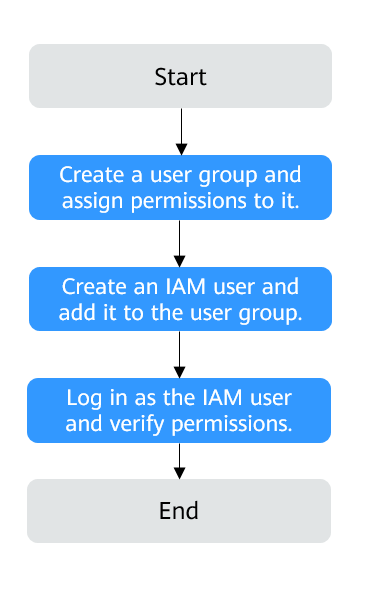 Start
Create a user group and
assign permissions to it.
Create an IAM user and
add it to the user group.
Log in as the IAM user
and verify permissions.
End